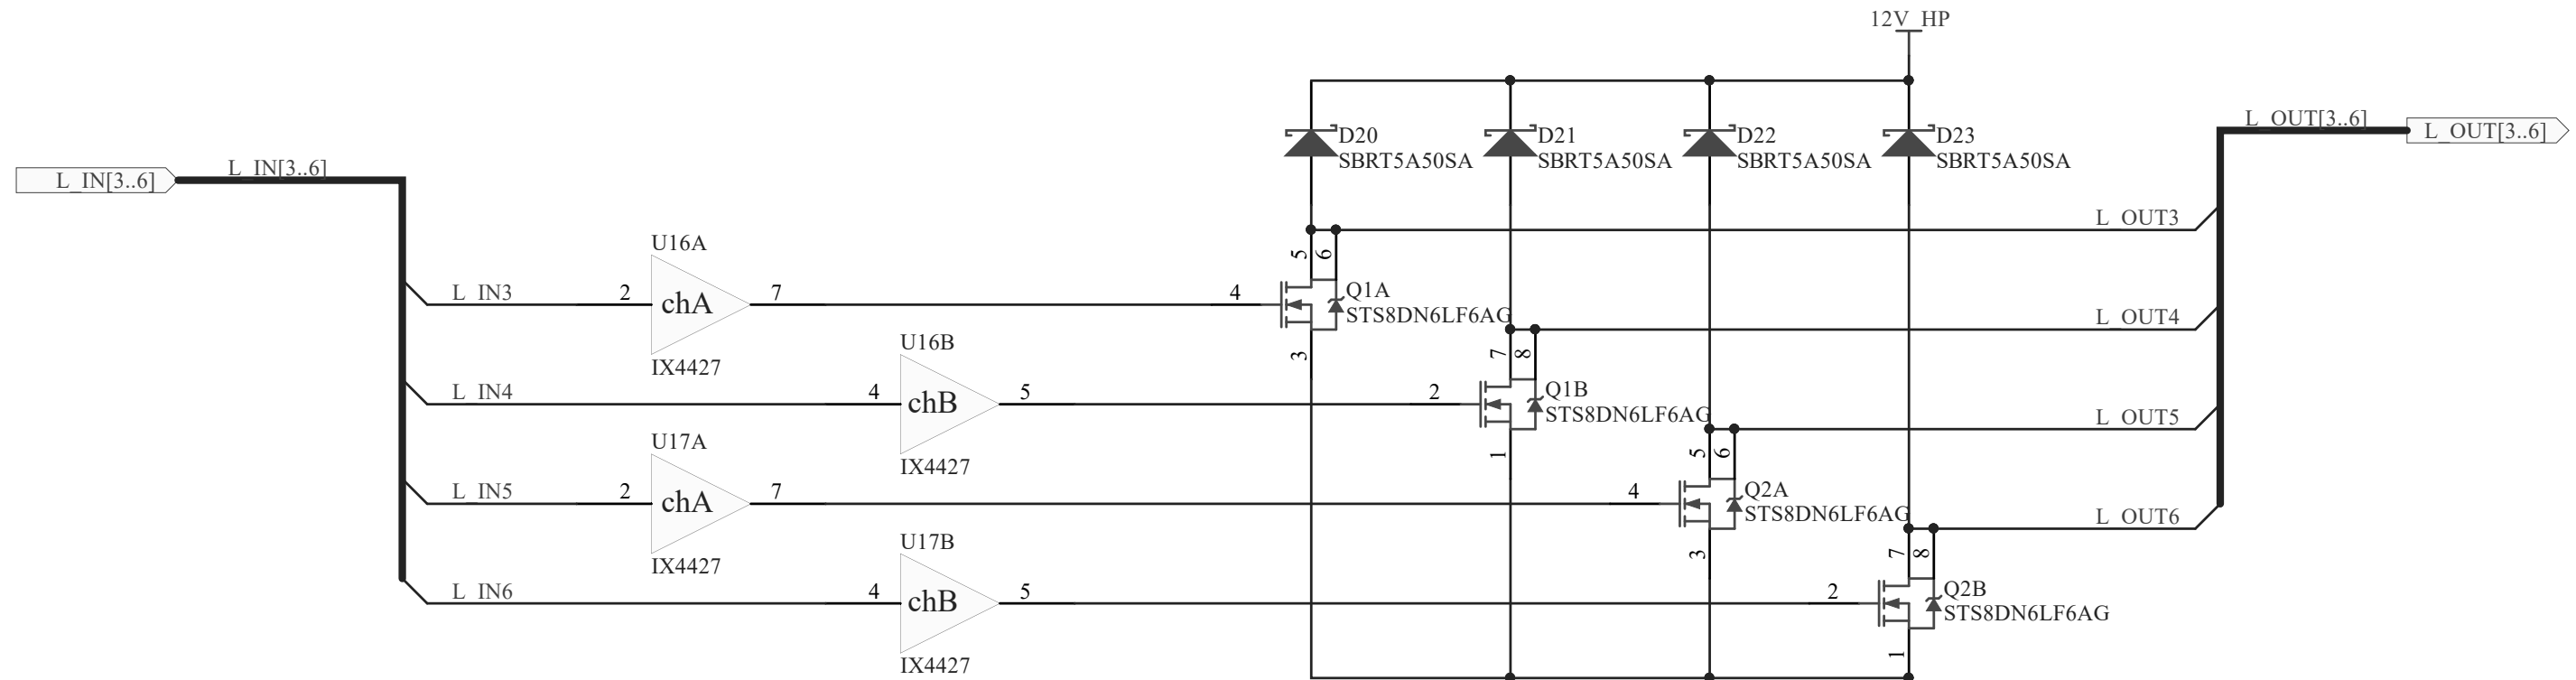 12V_HP
D20
SBRT5A50SA
D21
SBRT5A50SA
D22
SBRT5A50SA
D23
SBRT5A50SA
L_OUT[3..6]
L_OUT[3..6]
L_IN[3..6]
L_IN[3..6]
L_OUT3
U16A
5
6
L_IN3
2
chA
7
4
Q1A
STS8DN6LF6AG
L_OUT4
IX4427
3
U16B
7
8
L_IN4
4
chB
5
2
Q1B
STS8DN6LF6AG
L_OUT5
IX4427
1
U17A
5
6
L_IN5
2
chA
7
4
Q2A
STS8DN6LF6AG
L_OUT6
IX4427
3
U17B
7
8
L_IN6
4
chB
5
2
Q2B
STS8DN6LF6AG
IX4427
1